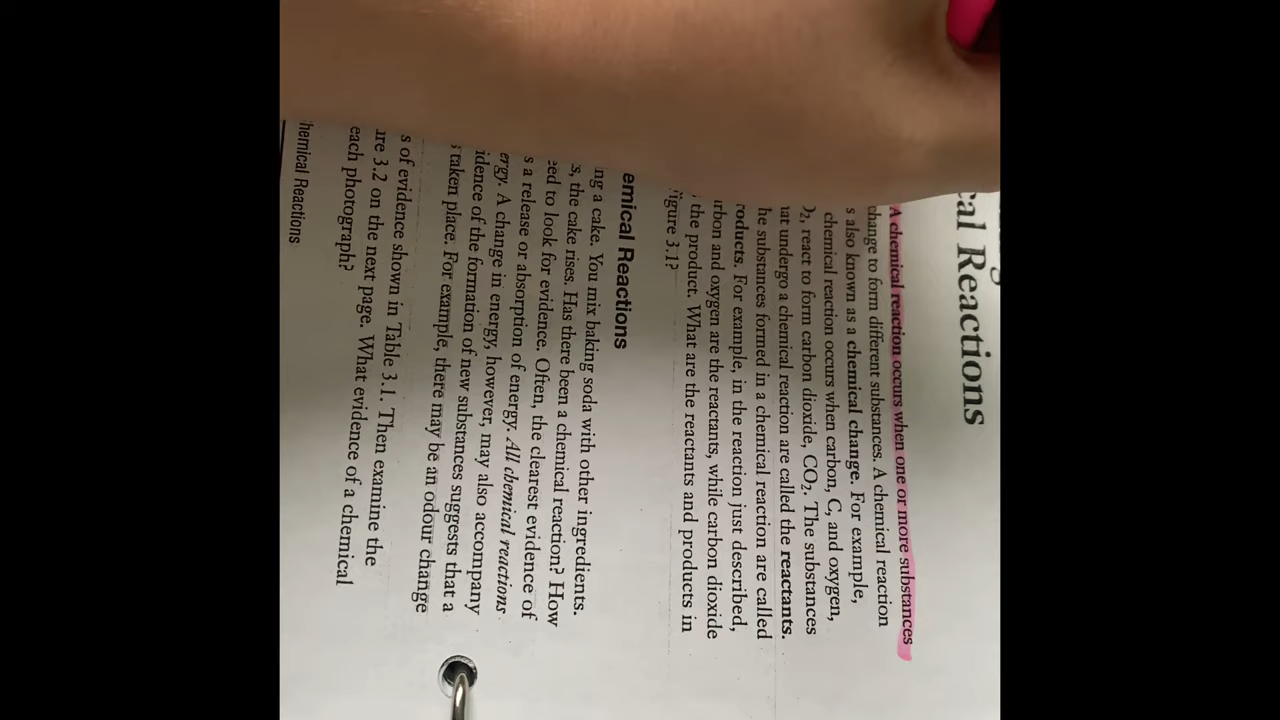 cal Reactions
A chemical reaction occurs when one or more substances
change to form different substances. A chemical reaction
s also known as a chemical change. For example,
chemical reaction occurs when carbon, C, and oxygen,
O₂, react to form carbon dioxide, CO₂. The substances
hat undergo a chemical reaction are called the reactants.
he substances formed in a chemical reaction are called
roducts. For example, in the reaction just described,
arbon and oxygen are the reactants, while carbon dioxide
the product. What are the reactants and products in
igure 3.1?
emical Reactions
ng a cake. You mix baking soda with other ingredients.
s, the cake rises. Has there been a chemical reaction? How
eed to look for evidence. Often, the clearest evidence of
s a release or absorption of energy. All chemical reactions
ergy. A change in energy, however, may also accompany
idence of the formation of new substances suggests that a
taken place. For example, there may be an odour change
s of evidence shown in Table 3.1. Then examine the
ure 3.2 on the next page. What evidence of a chemical
each photograph?
hemical Reactions